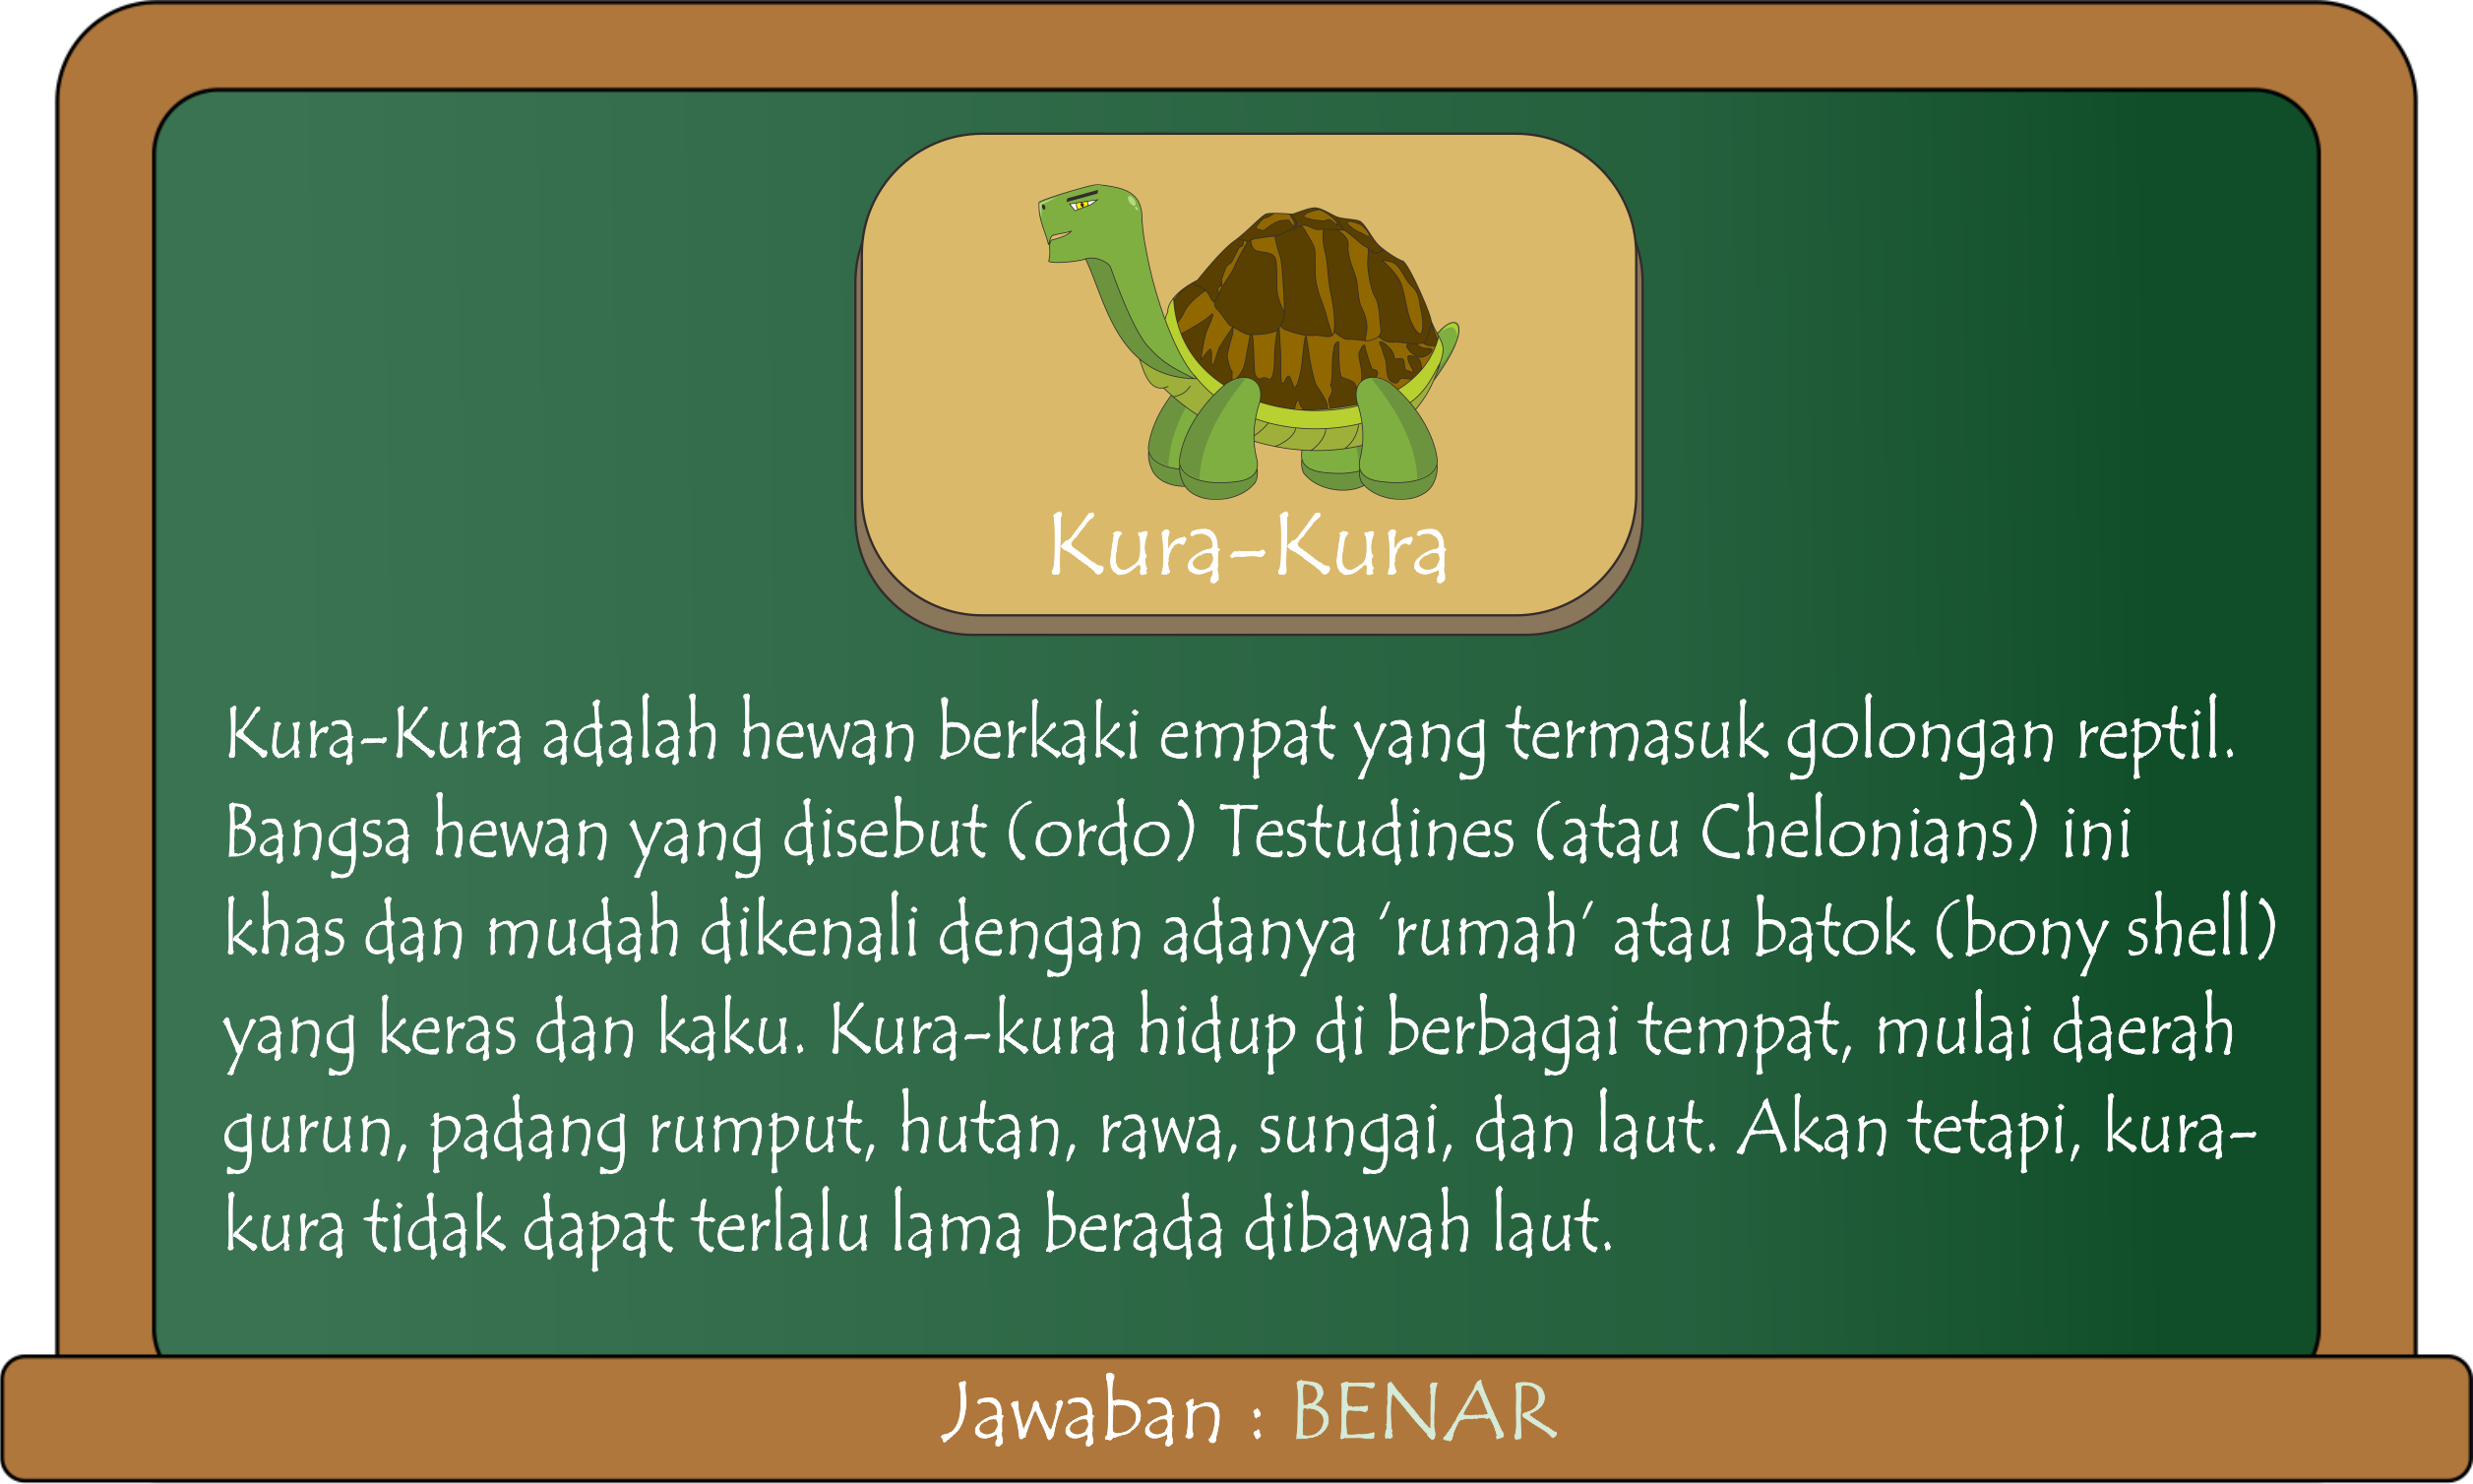 Kura-Kura
Kura-Kura adalah hewan berkaki empat yang termasuk golongan reptil.
Bangsa hewan yang disebut (ordo) Testudines (atau Chelonians) ini
khas dan mudah dikenali dengan adanya ´rumah´ atau batok (bony shell)
yang keras dan kaku. Kura-kura hidup di berbagai tempat, mulai daerah
gurun, padang rumput, hutan, rawa, sungai, dan laut. Akan tetapi, kura-
kura tidak dapat terlalu lama berada dibawah laut.
Jawaban : BENAR